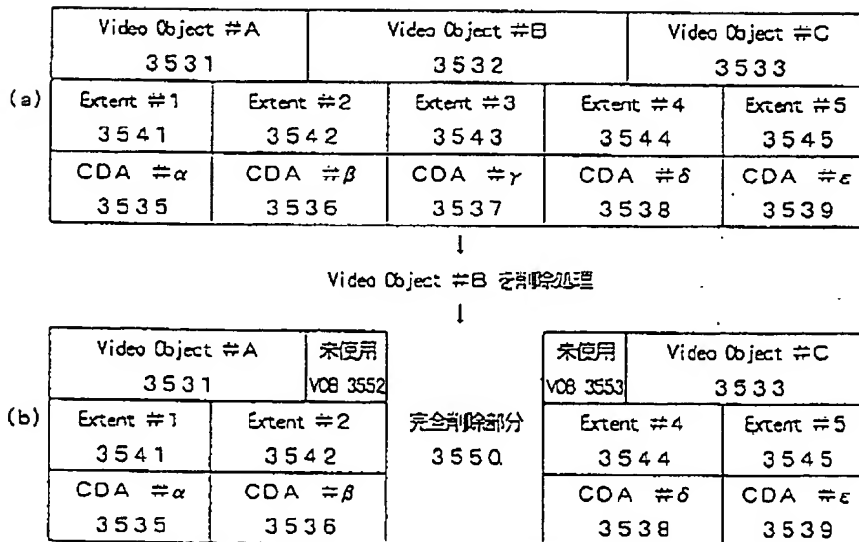 Video Object #A Video Object #B Video Object #C
3531 3532 3533
(a)
Extent #1 Extent #2 Extent #3 Extent #4 Extent #5
3541 3542 3543 3544 3545
CDA #α CDA #β CDA #γ CDA #δ CDA #ε
3535 3536 3537 3538 3539
↓
Video Object #B を削除処理
↓
Video Object #A 未使用 未使用 Video Object #C
3531 VOB 3552 VOB 3553 3533
(b)
Extent #1 Extent #2 完全削除部分 Extent #4 Extent #5
3541 3542 3550 3544 3545
CDA #α CDA #β CDA #δ CDA #ε
3535 3536 3538 3539